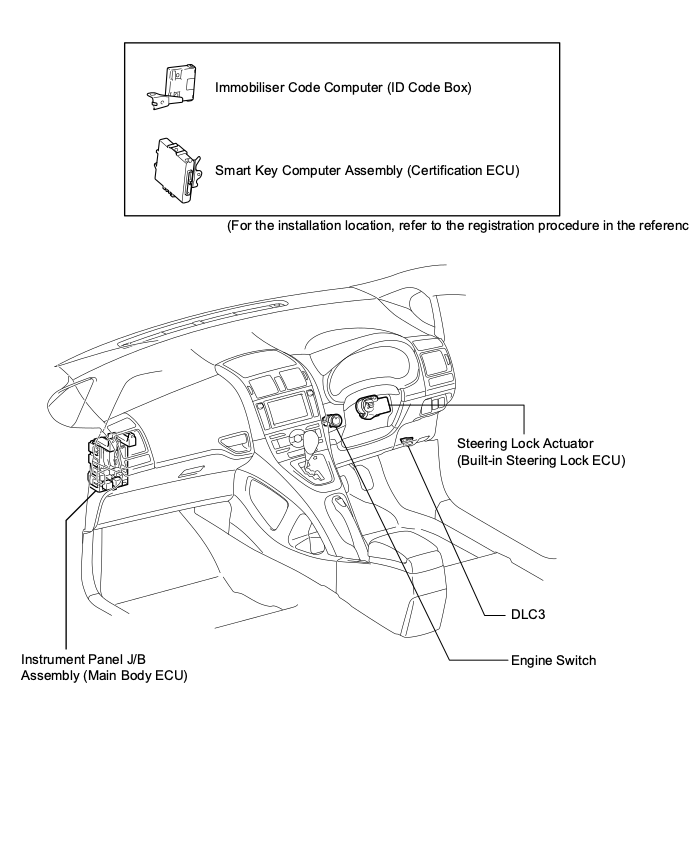 Immobiliser Code Computer (ID Code Box)
Smart Key Computer Assembly (Certification ECU)
(For the installation location, refer to the registration procedure in the referenc
Steering Lock Actuator
(Built-in Steering Lock ECU)
DLC3
Engine Switch
Instrument Panel J/B
Assembly (Main Body ECU)